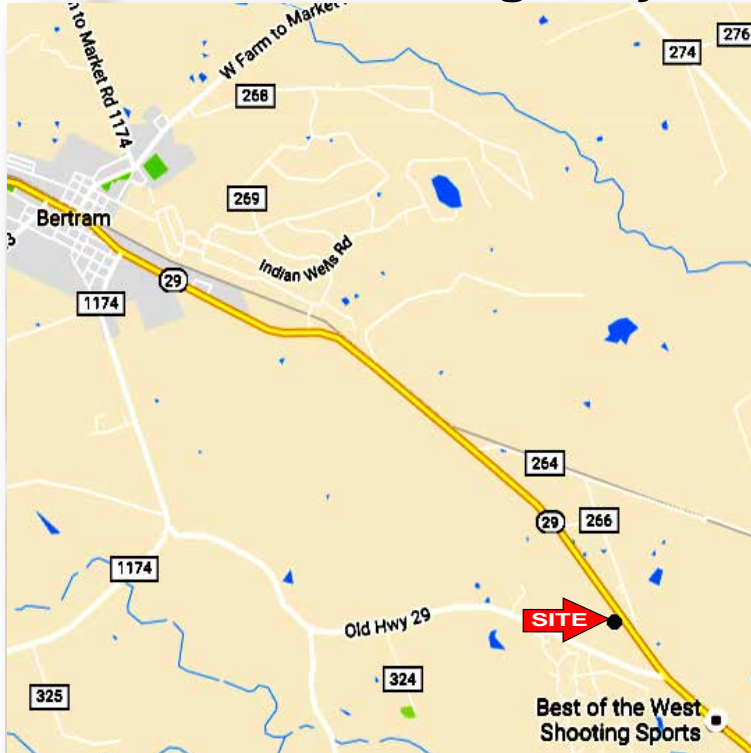 W Farm to Market
to Market Rd 1174
276
274
268
269
Bertram
Indian Wells Rd
29
1174
264
29
266
1174
SITE
Old Hwy 29
324
325
Best of the West
Shooting Sports